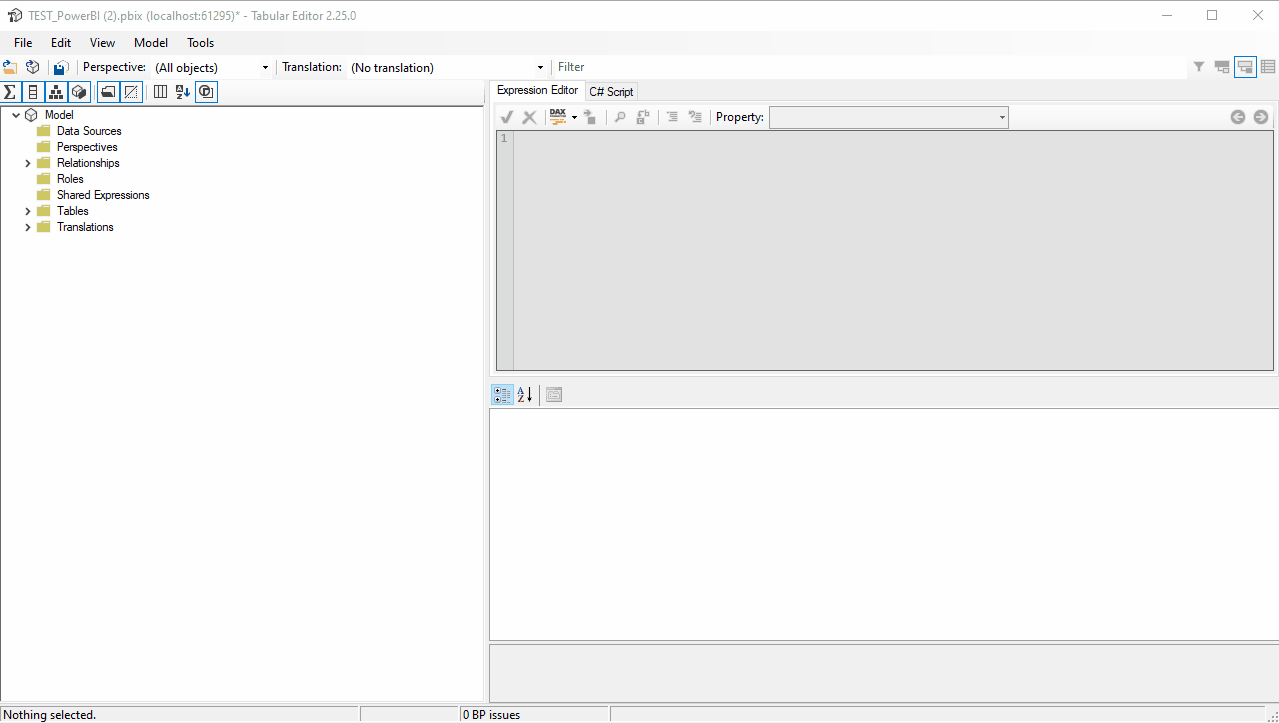 TEST_PowerBI (2).pbix (localhost:61295)* - Tabular Editor 2.25.0
File Edit View Model Tools
Perspective: (All objects) Translation: (No translation) Filter
Expression Editor C# Script
DAX Property:
1
Model
Data Sources
Perspectives
Relationships
Roles
Shared Expressions
Tables
Translations
Nothing selected. 0 BP issues